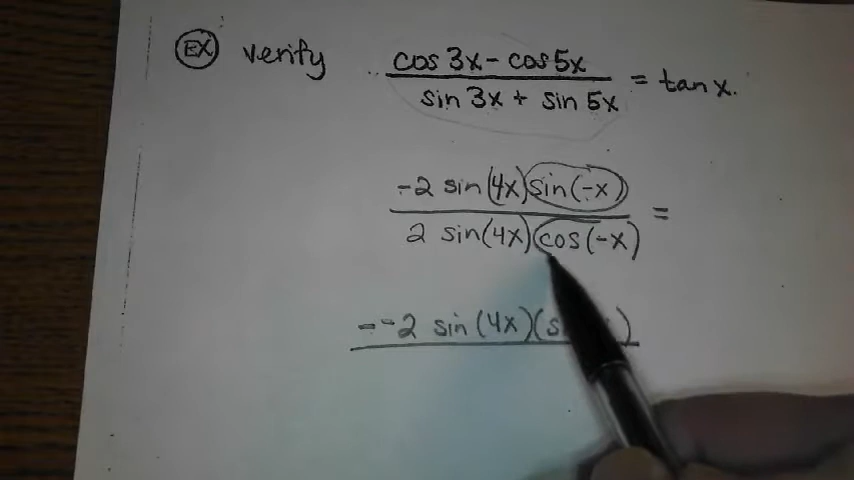 EX verify cos 3x - cos 5x
sin 3x + sin 5x
= tan x.
-2 sin(4x) sin(-x)
2 sin(4x) cos(-x)
=
--2 sin(4x)(